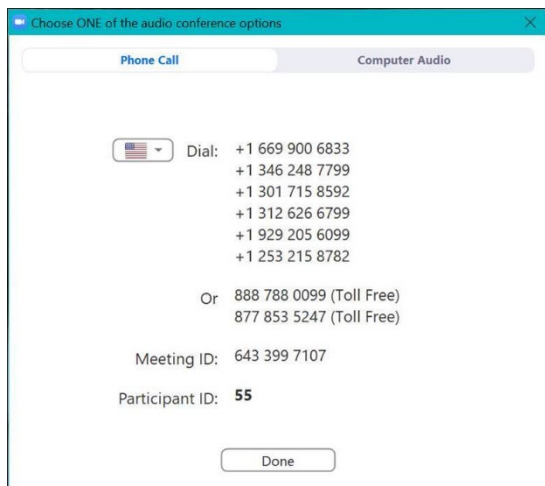 Choose ONE of the audio conference options
Phone Call
Computer Audio
Dial: +1 669 900 6833
+1 346 248 7799
+1 301 715 8592
+1 312 626 6799
+1 929 205 6099
+1 253 215 8782
Or 888 788 0099 (Toll Free)
877 853 5247 (Toll Free)
Meeting ID: 643 399 7107
Participant ID: 55
Done